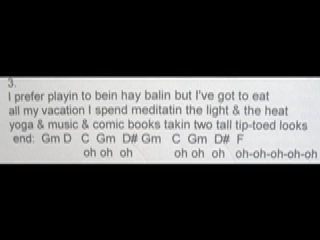 3.
I prefer playin to bein hay balin but I've got to eat
all my vacation I spend meditatin the light & the heat
yoga & music & comic books takin two tall tip-toed looks
end: Gm D C Gm D# Gm C Gm D# F
oh oh oh oh oh oh oh-oh-oh-oh-oh